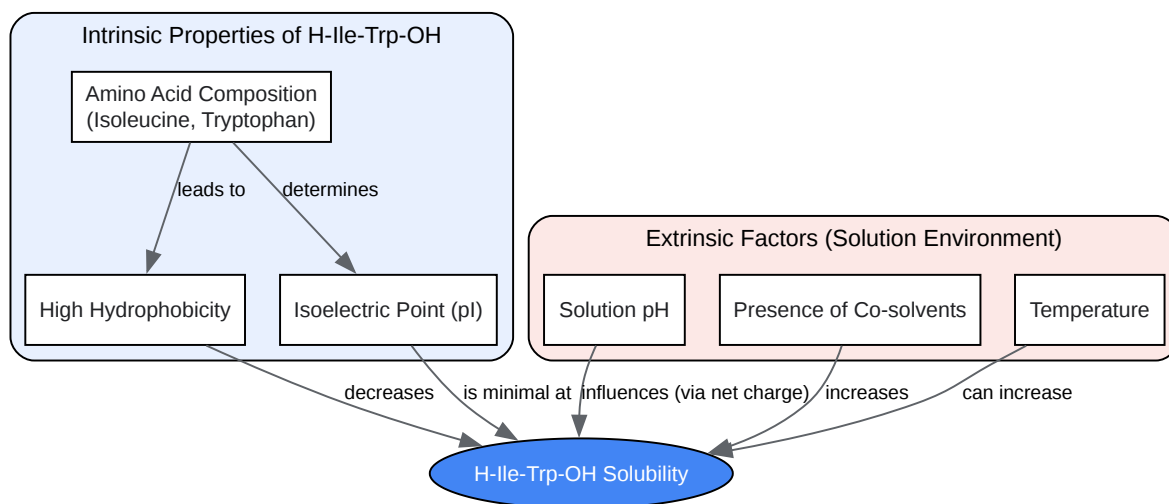 Intrinsic Properties of H-Ile-Trp-OH
Amino Acid Composition
(Isoleucine, Tryptophan)
leads to
determines
High Hydrophobicity
Isoelectric Point (pI)
Extrinsic Factors (Solution Environment)
Solution pH
Presence of Co-solvents
Temperature
decreases
is minimal at
influences (via net charge)
increases
can increase
H-Ile-Trp-OH Solubility